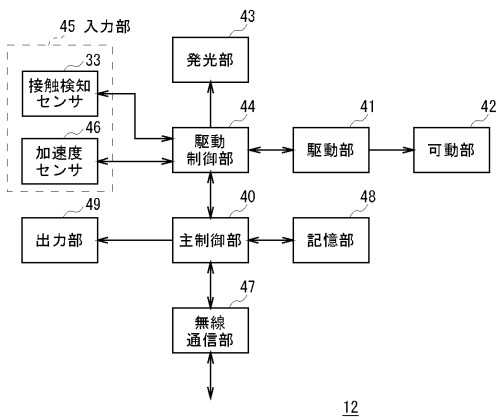 45 入力部
43
33
発光部
接触検知
センサ
44
41
42
46
駆動
制御部
駆動部
可動部
加速度
センサ
49
40
48
出力部
主制御部
記憶部
47
無線
通信部
12